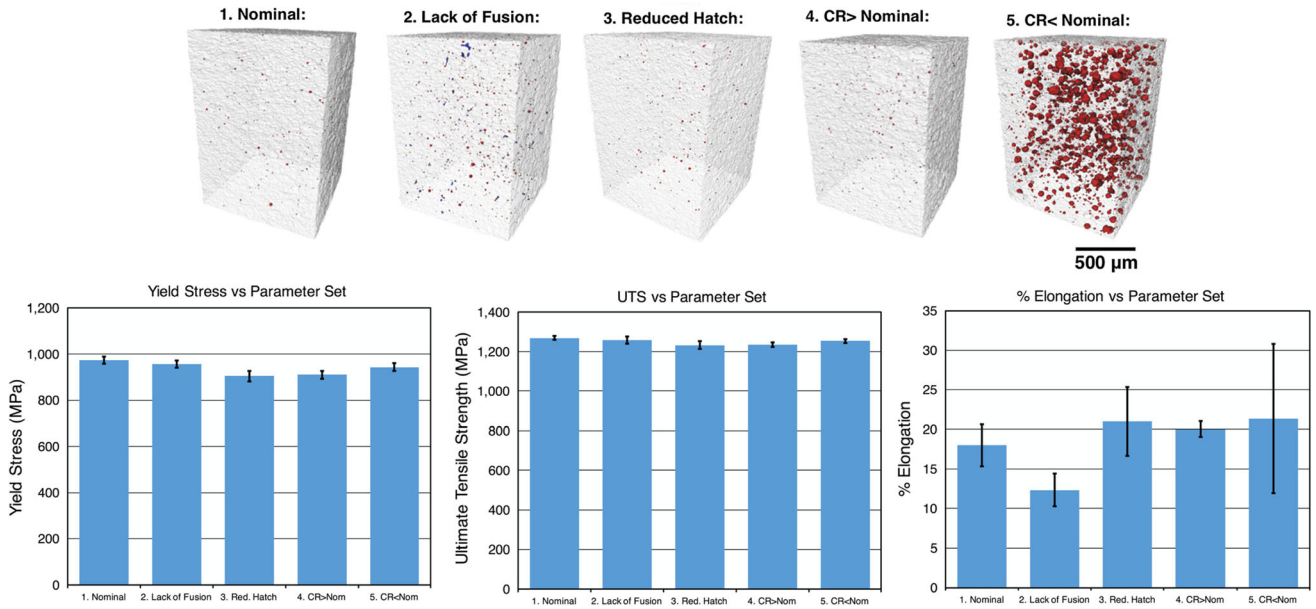 1. Nominal:
2. Lack of Fusion:
3. Reduced Hatch:
4. CR> Nominal:
5. CR< Nominal:
500 µm
Yield Stress vs Parameter Set
Yield Stress (MPa)
1,200
1,000
800
600
400
200
0
1. Nominal
2. Lack of Fusion
3. Red. Hatch
4. CR>Nom
5. CR<Nom
UTS vs Parameter Set
Ultimate Tensile Strength (MPa)
1,400
1,200
1,000
800
600
400
200
0
1. Nominal
2. Lack of Fusion
3. Red. Hatch
4. CR>Nom
5. CR<Nom
% Elongation vs Parameter Set
% Elongation
35
30
25
20
15
10
5
0
1. Nominal
2. Lack of Fusion
3. Red. Hatch
4. CR>Nom
5. CR<Nom